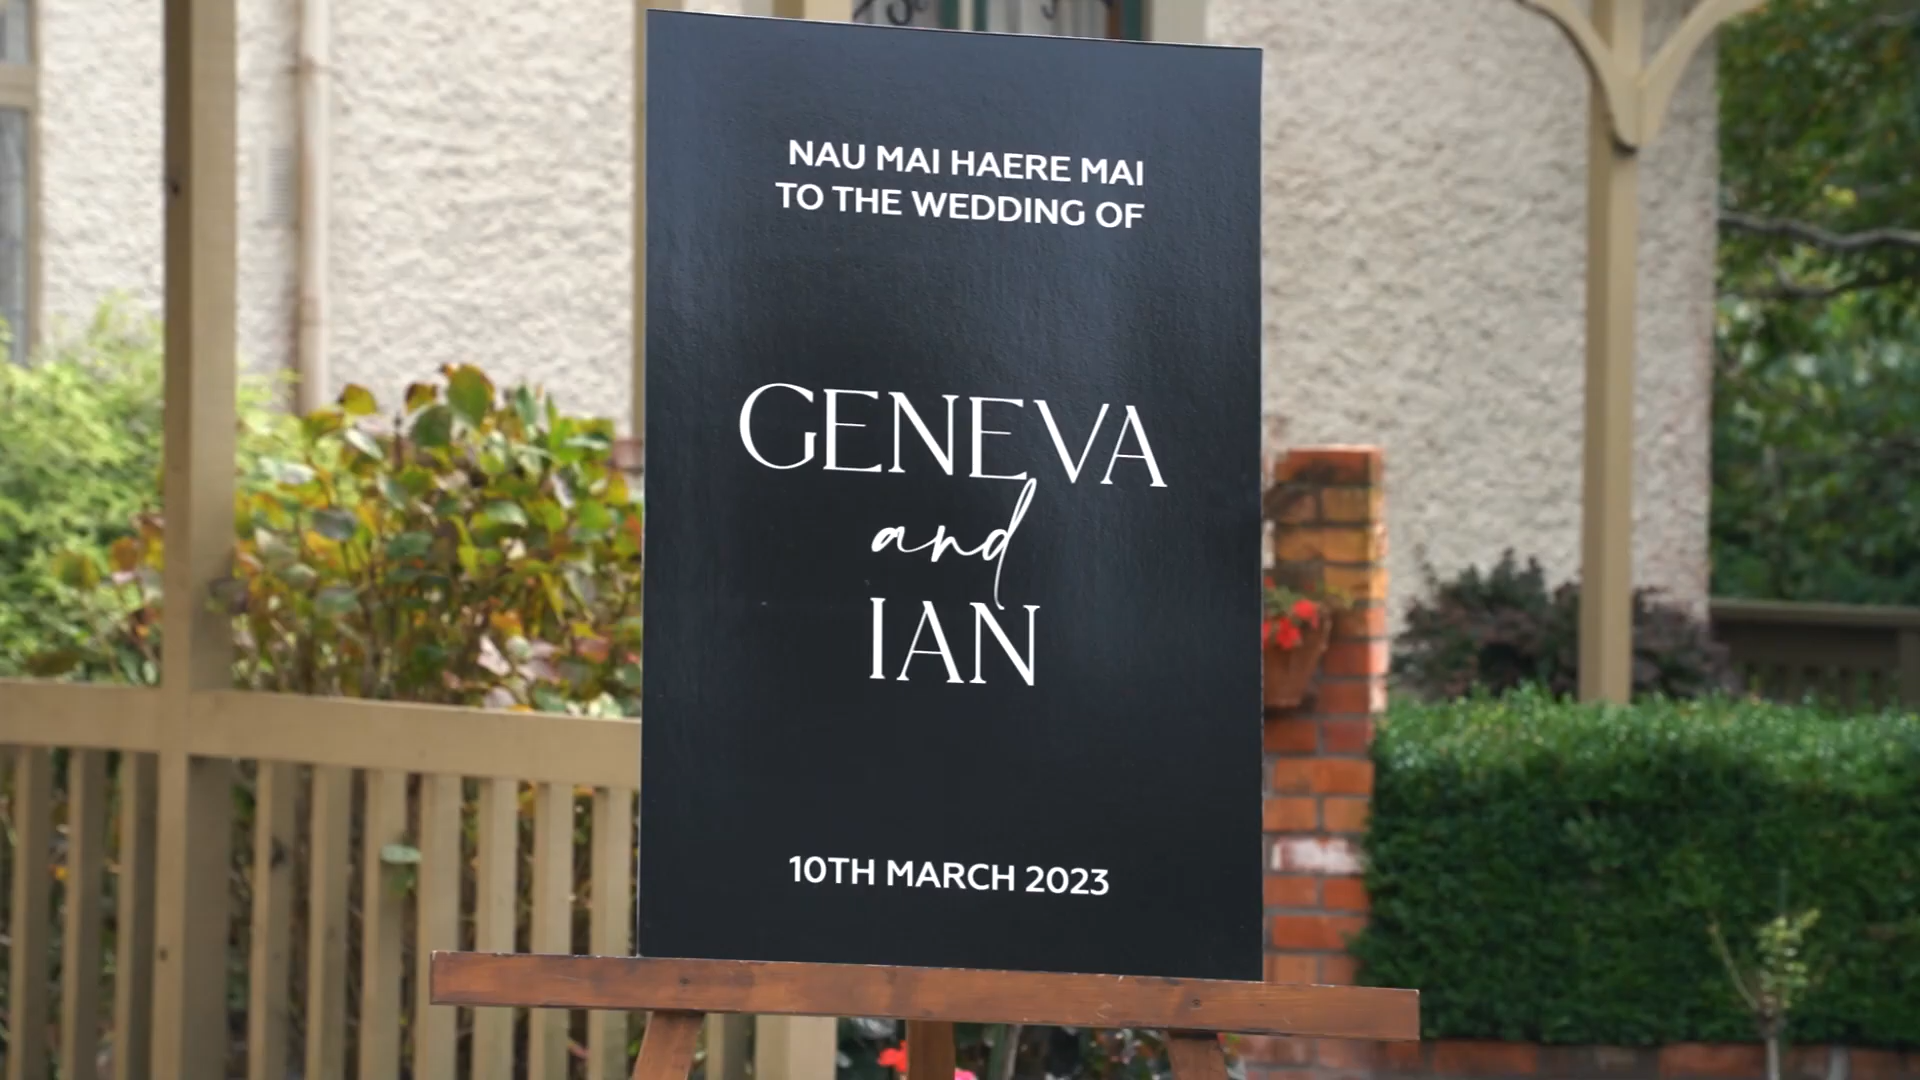 NAU MAI HAERE MAI
TO THE WEDDING OF
GENEVA
and
IAN
10TH MARCH 2023